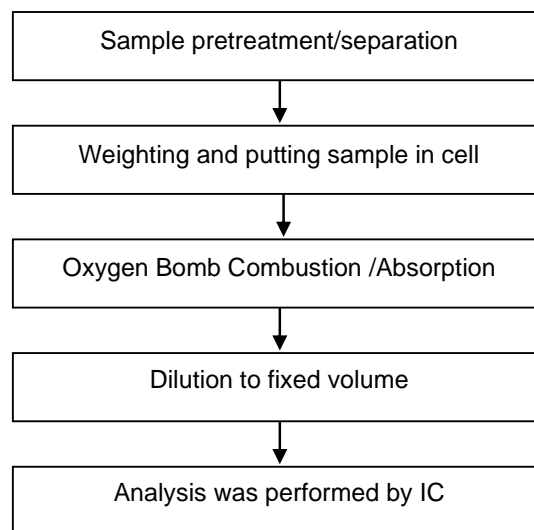 Sample pretreatment/separation
Weighting and putting sample in cell
Oxygen Bomb Combustion /Absorption
Dilution to fixed volume
Analysis was performed by IC